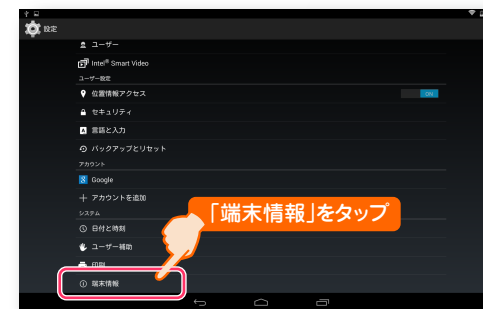 設定
ユーザー
Intel® Smart Video
ユーザー設定
位置情報アクセス ON
セキュリティ
A 言語と入力
バックアップとリセット
アカウント
8 Google
アカウントを追加
「端末情報」をタップ
システム
日付と時刻
ユーザー補助
印刷
端末情報